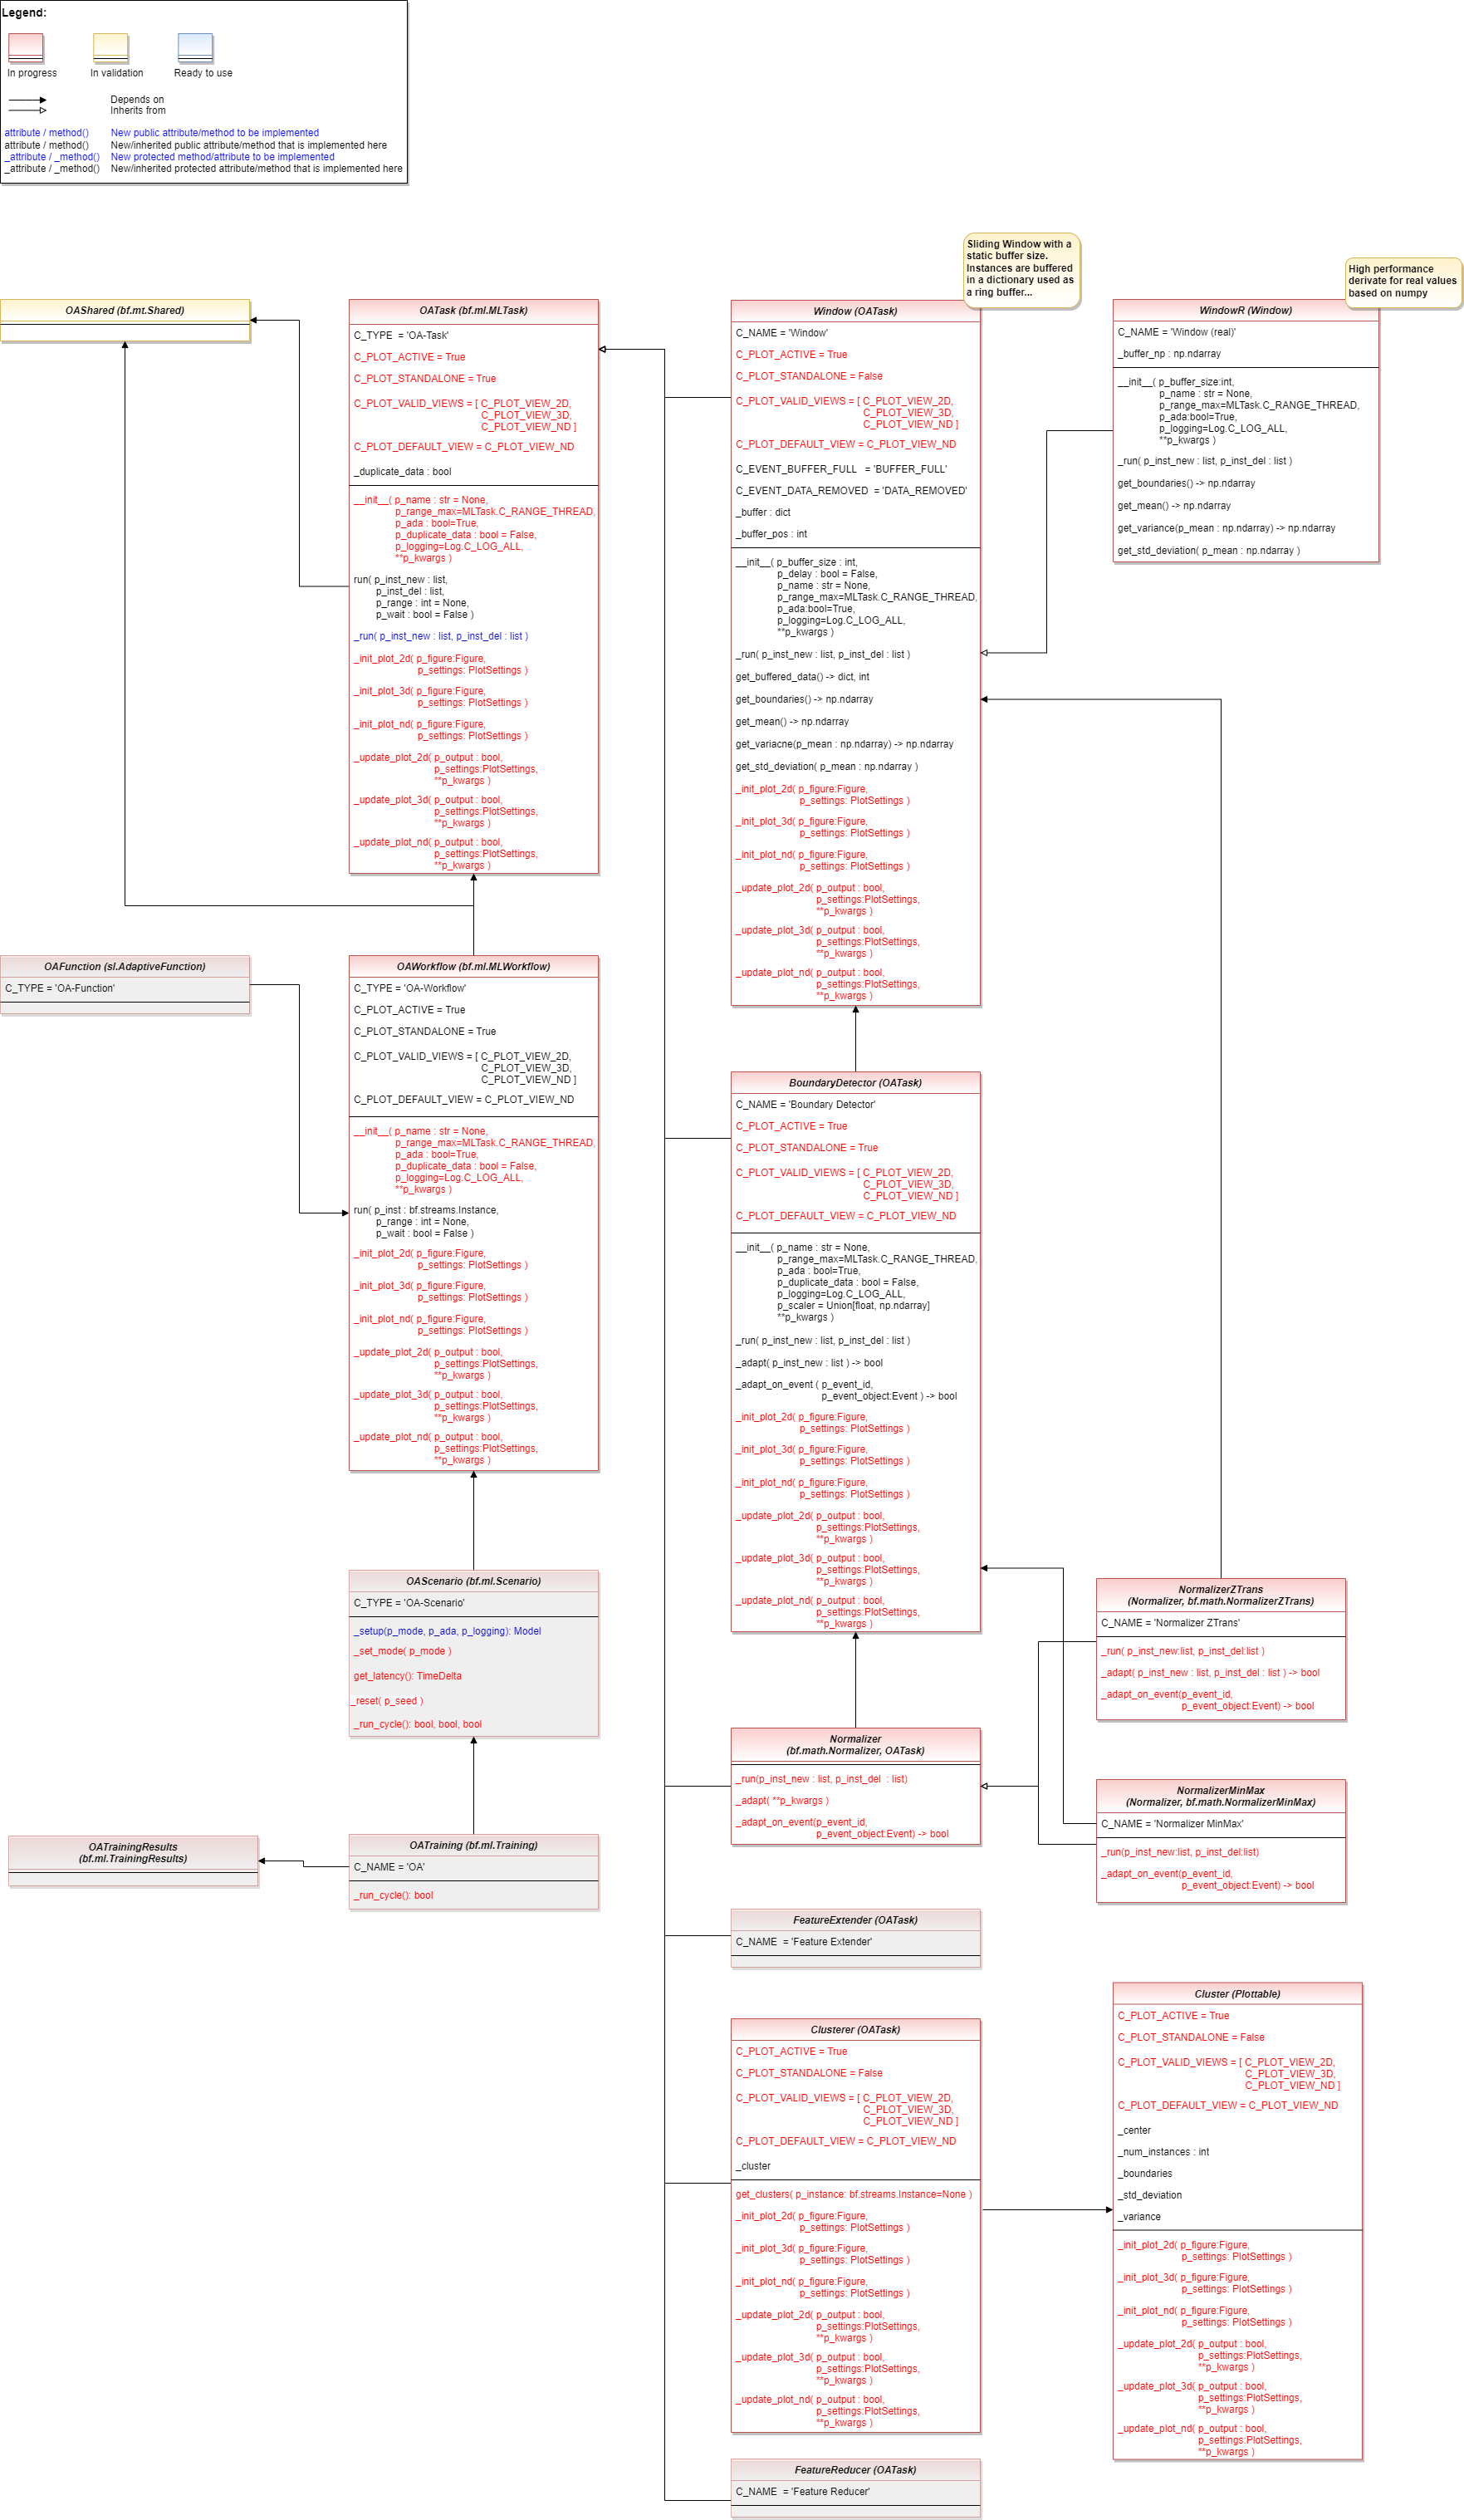 Legend:
In progress
In validation
Ready to use
Depends on
Inherits from
attribute / method() New public attribute/method to be implemented
attribute / method() New/inherited public attribute/method that is implemented here
_attribute / _method() New protected method/attribute to be implemented
_attribute / _method() New/inherited protected attribute/method that is implemented here
OAShared (bf.mt.Shared)
OATask (bf.ml.MLTask)
C_TYPE = 'OA-Task'
C_PLOT_ACTIVE = True
C_PLOT_STANDALONE = True
C_PLOT_VALID_VIEWS = [ C_PLOT_VIEW_2D,
C_PLOT_VIEW_3D,
C_PLOT_VIEW_ND ]
C_PLOT_DEFAULT_VIEW = C_PLOT_VIEW_ND
_duplicate_data : bool
__init__( p_name : str = None,
p_range_max=MLTask.C_RANGE_THREAD,
p_ada : bool=True,
p_duplicate_data : bool = False,
p_logging=Log.C_LOG_ALL,
**p_kwargs )
run( p_inst_new : list,
p_inst_del : list,
p_range : int = None,
p_wait : bool = False )
_run( p_inst_new : list, p_inst_del : list )
_init_plot_2d( p_figure:Figure,
p_settings: PlotSettings )
_init_plot_3d( p_figure:Figure,
p_settings: PlotSettings )
_init_plot_nd( p_figure:Figure,
p_settings: PlotSettings )
_update_plot_2d( p_output : bool,
p_settings:PlotSettings,
**p_kwargs )
_update_plot_3d( p_output : bool,
p_settings:PlotSettings,
**p_kwargs )
_update_plot_nd( p_output : bool,
p_settings:PlotSettings,
**p_kwargs )
Sliding Window with a
static buffer size.
Instances are buffered
in a dictionary used as
a ring buffer...
Window (OATask)
C_NAME = 'Window'
C_PLOT_ACTIVE = True
C_PLOT_STANDALONE = False
C_PLOT_VALID_VIEWS = [ C_PLOT_VIEW_2D,
C_PLOT_VIEW_3D,
C_PLOT_VIEW_ND ]
C_PLOT_DEFAULT_VIEW = C_PLOT_VIEW_ND
C_EVENT_BUFFER_FULL = 'BUFFER_FULL'
C_EVENT_DATA_REMOVED = 'DATA_REMOVED'
_buffer : dict
_buffer_pos : int
__init__( p_buffer_size : int,
p_delay : bool = False,
p_name : str = None,
p_range_max=MLTask.C_RANGE_THREAD,
p_ada:bool=True,
p_logging=Log.C_LOG_ALL,
**p_kwargs )
_run( p_inst_new : list, p_inst_del : list )
get_buffered_data() -> dict, int
get_boundaries() -> np.ndarray
get_mean() -> np.ndarray
get_variacne(p_mean : np.ndarray) -> np.ndarray
get_std_deviation( p_mean : np.ndarray )
_init_plot_2d( p_figure:Figure,
p_settings: PlotSettings )
_init_plot_3d( p_figure:Figure,
p_settings: PlotSettings )
_init_plot_nd( p_figure:Figure,
p_settings: PlotSettings )
_update_plot_2d( p_output : bool,
p_settings:PlotSettings,
**p_kwargs )
_update_plot_3d( p_output : bool,
p_settings:PlotSettings,
**p_kwargs )
_update_plot_nd( p_output : bool,
p_settings:PlotSettings,
**p_kwargs )
High performance
derivate for real values
based on numpy
WindowR (Window)
C_NAME = 'Window (real)'
_buffer_np : np.ndarray
__init__( p_buffer_size:int,
p_name : str = None,
p_range_max=MLTask.C_RANGE_THREAD,
p_ada:bool=True,
p_logging=Log.C_LOG_ALL,
**p_kwargs )
_run( p_inst_new : list, p_inst_del : list )
get_boundaries() -> np.ndarray
get_mean() -> np.ndarray
get_variance(p_mean : np.ndarray) -> np.ndarray
get_std_deviation( p_mean : np.ndarray )
OAFunction (sl.AdaptiveFunction)
C_TYPE = 'OA-Function'
OAWorkflow (bf.ml.MLWorkflow)
C_TYPE = 'OA-Workflow'
C_PLOT_ACTIVE = True
C_PLOT_STANDALONE = True
C_PLOT_VALID_VIEWS = [ C_PLOT_VIEW_2D,
C_PLOT_VIEW_3D,
C_PLOT_VIEW_ND ]
C_PLOT_DEFAULT_VIEW = C_PLOT_VIEW_ND
__init__( p_name : str = None,
p_range_max=MLTask.C_RANGE_THREAD,
p_ada : bool=True,
p_duplicate_data : bool = False,
p_logging=Log.C_LOG_ALL,
**p_kwargs )
run( p_inst : bf.streams.Instance,
p_range : int = None,
p_wait : bool = False )
_init_plot_2d( p_figure:Figure,
p_settings: PlotSettings )
_init_plot_3d( p_figure:Figure,
p_settings: PlotSettings )
_init_plot_nd( p_figure:Figure,
p_settings: PlotSettings )
_update_plot_2d( p_output : bool,
p_settings:PlotSettings,
**p_kwargs )
_update_plot_3d( p_output : bool,
p_settings:PlotSettings,
**p_kwargs )
_update_plot_nd( p_output : bool,
p_settings:PlotSettings,
**p_kwargs )
BoundaryDetector (OATask)
C_NAME = 'Boundary Detector'
C_PLOT_ACTIVE = True
C_PLOT_STANDALONE = True
C_PLOT_VALID_VIEWS = [ C_PLOT_VIEW_2D,
C_PLOT_VIEW_3D,
C_PLOT_VIEW_ND ]
C_PLOT_DEFAULT_VIEW = C_PLOT_VIEW_ND
__init__( p_name : str = None,
p_range_max=MLTask.C_RANGE_THREAD,
p_ada : bool=True,
p_duplicate_data : bool = False,
p_logging=Log.C_LOG_ALL,
p_scaler = Union[float, np.ndarray]
**p_kwargs )
_run( p_inst_new : list, p_inst_del : list )
_adapt( p_inst_new : list ) -> bool
_adapt_on_event ( p_event_id,
p_event_object:Event ) -> bool
_init_plot_2d( p_figure:Figure,
p_settings: PlotSettings )
_init_plot_3d( p_figure:Figure,
p_settings: PlotSettings )
_init_plot_nd( p_figure:Figure,
p_settings: PlotSettings )
_update_plot_2d( p_output : bool,
p_settings:PlotSettings,
**p_kwargs )
_update_plot_3d( p_output : bool,
p_settings:PlotSettings,
**p_kwargs )
_update_plot_nd( p_output : bool,
p_settings:PlotSettings,
**p_kwargs )
OAScenario (bf.ml.Scenario)
C_TYPE = 'OA-Scenario'
_setup(p_mode, p_ada, p_logging): Model
_set_mode( p_mode )
get_latency(): TimeDelta
_reset( p_seed )
_run_cycle(): bool, bool, bool
NormalizerZTrans
(Normalizer, bf.math.NormalizerZTrans)
C_NAME = 'Normalizer ZTrans'
_run( p_inst_new:list, p_inst_del:list )
_adapt( p_inst_new : list, p_inst_del : list ) -> bool
_adapt_on_event(p_event_id,
p_event_object:Event) -> bool
Normalizer
(bf.math.Normalizer, OATask)
_run(p_inst_new : list, p_inst_del : list)
_adapt( **p_kwargs )
_adapt_on_event(p_event_id,
p_event_object:Event) -> bool
NormalizerMinMax
(Normalizer, bf.math.NormalizerMinMax)
C_NAME = 'Normalizer MinMax'
_run(p_inst_new:list, p_inst_del:list)
_adapt_on_event(p_event_id,
p_event_object:Event) -> bool
OATrainingResults
(bf.ml.TrainingResults)
OATraining (bf.ml.Training)
C_NAME = 'OA'
_run_cycle(): bool
FeatureExtender (OATask)
C_NAME = 'Feature Extender'
Clusterer (OATask)
C_PLOT_ACTIVE = True
C_PLOT_STANDALONE = False
C_PLOT_VALID_VIEWS = [ C_PLOT_VIEW_2D,
C_PLOT_VIEW_3D,
C_PLOT_VIEW_ND ]
C_PLOT_DEFAULT_VIEW = C_PLOT_VIEW_ND
_cluster
get_clusters( p_instance: bf.streams.Instance=None )
_init_plot_2d( p_figure:Figure,
p_settings: PlotSettings )
_init_plot_3d( p_figure:Figure,
p_settings: PlotSettings )
_init_plot_nd( p_figure:Figure,
p_settings: PlotSettings )
_update_plot_2d( p_output : bool,
p_settings:PlotSettings,
**p_kwargs )
_update_plot_3d( p_output : bool,
p_settings:PlotSettings,
**p_kwargs )
_update_plot_nd( p_output : bool,
p_settings:PlotSettings,
**p_kwargs )
Cluster (Plottable)
C_PLOT_ACTIVE = True
C_PLOT_STANDALONE = False
C_PLOT_VALID_VIEWS = [ C_PLOT_VIEW_2D,
C_PLOT_VIEW_3D,
C_PLOT_VIEW_ND ]
C_PLOT_DEFAULT_VIEW = C_PLOT_VIEW_ND
_center
_num_instances : int
_boundaries
_std_deviation
_variance
_init_plot_2d( p_figure:Figure,
p_settings: PlotSettings )
_init_plot_3d( p_figure:Figure,
p_settings: PlotSettings )
_init_plot_nd( p_figure:Figure,
p_settings: PlotSettings )
_update_plot_2d( p_output : bool,
p_settings:PlotSettings,
**p_kwargs )
_update_plot_3d( p_output : bool,
p_settings:PlotSettings,
**p_kwargs )
_update_plot_nd( p_output : bool,
p_settings:PlotSettings,
**p_kwargs )
FeatureReducer (OATask)
C_NAME = 'Feature Reducer'